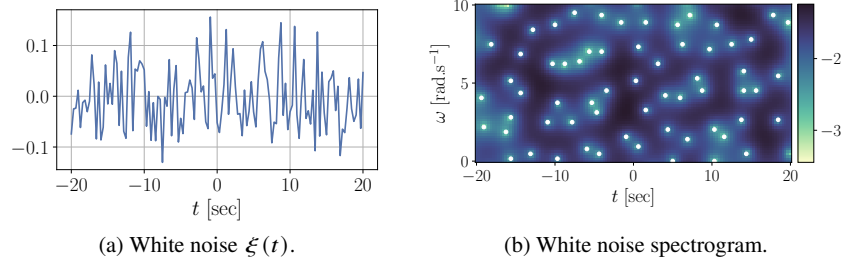 0.1
0.0
−0.1
−20 −10 0 10 20
t [sec]
(a) White noise ξ(t).
10
5
0
ω [rad.s⁻¹]
−20 −10 0 10 20
t [sec]
−2
−3
(b) White noise spectrogram.